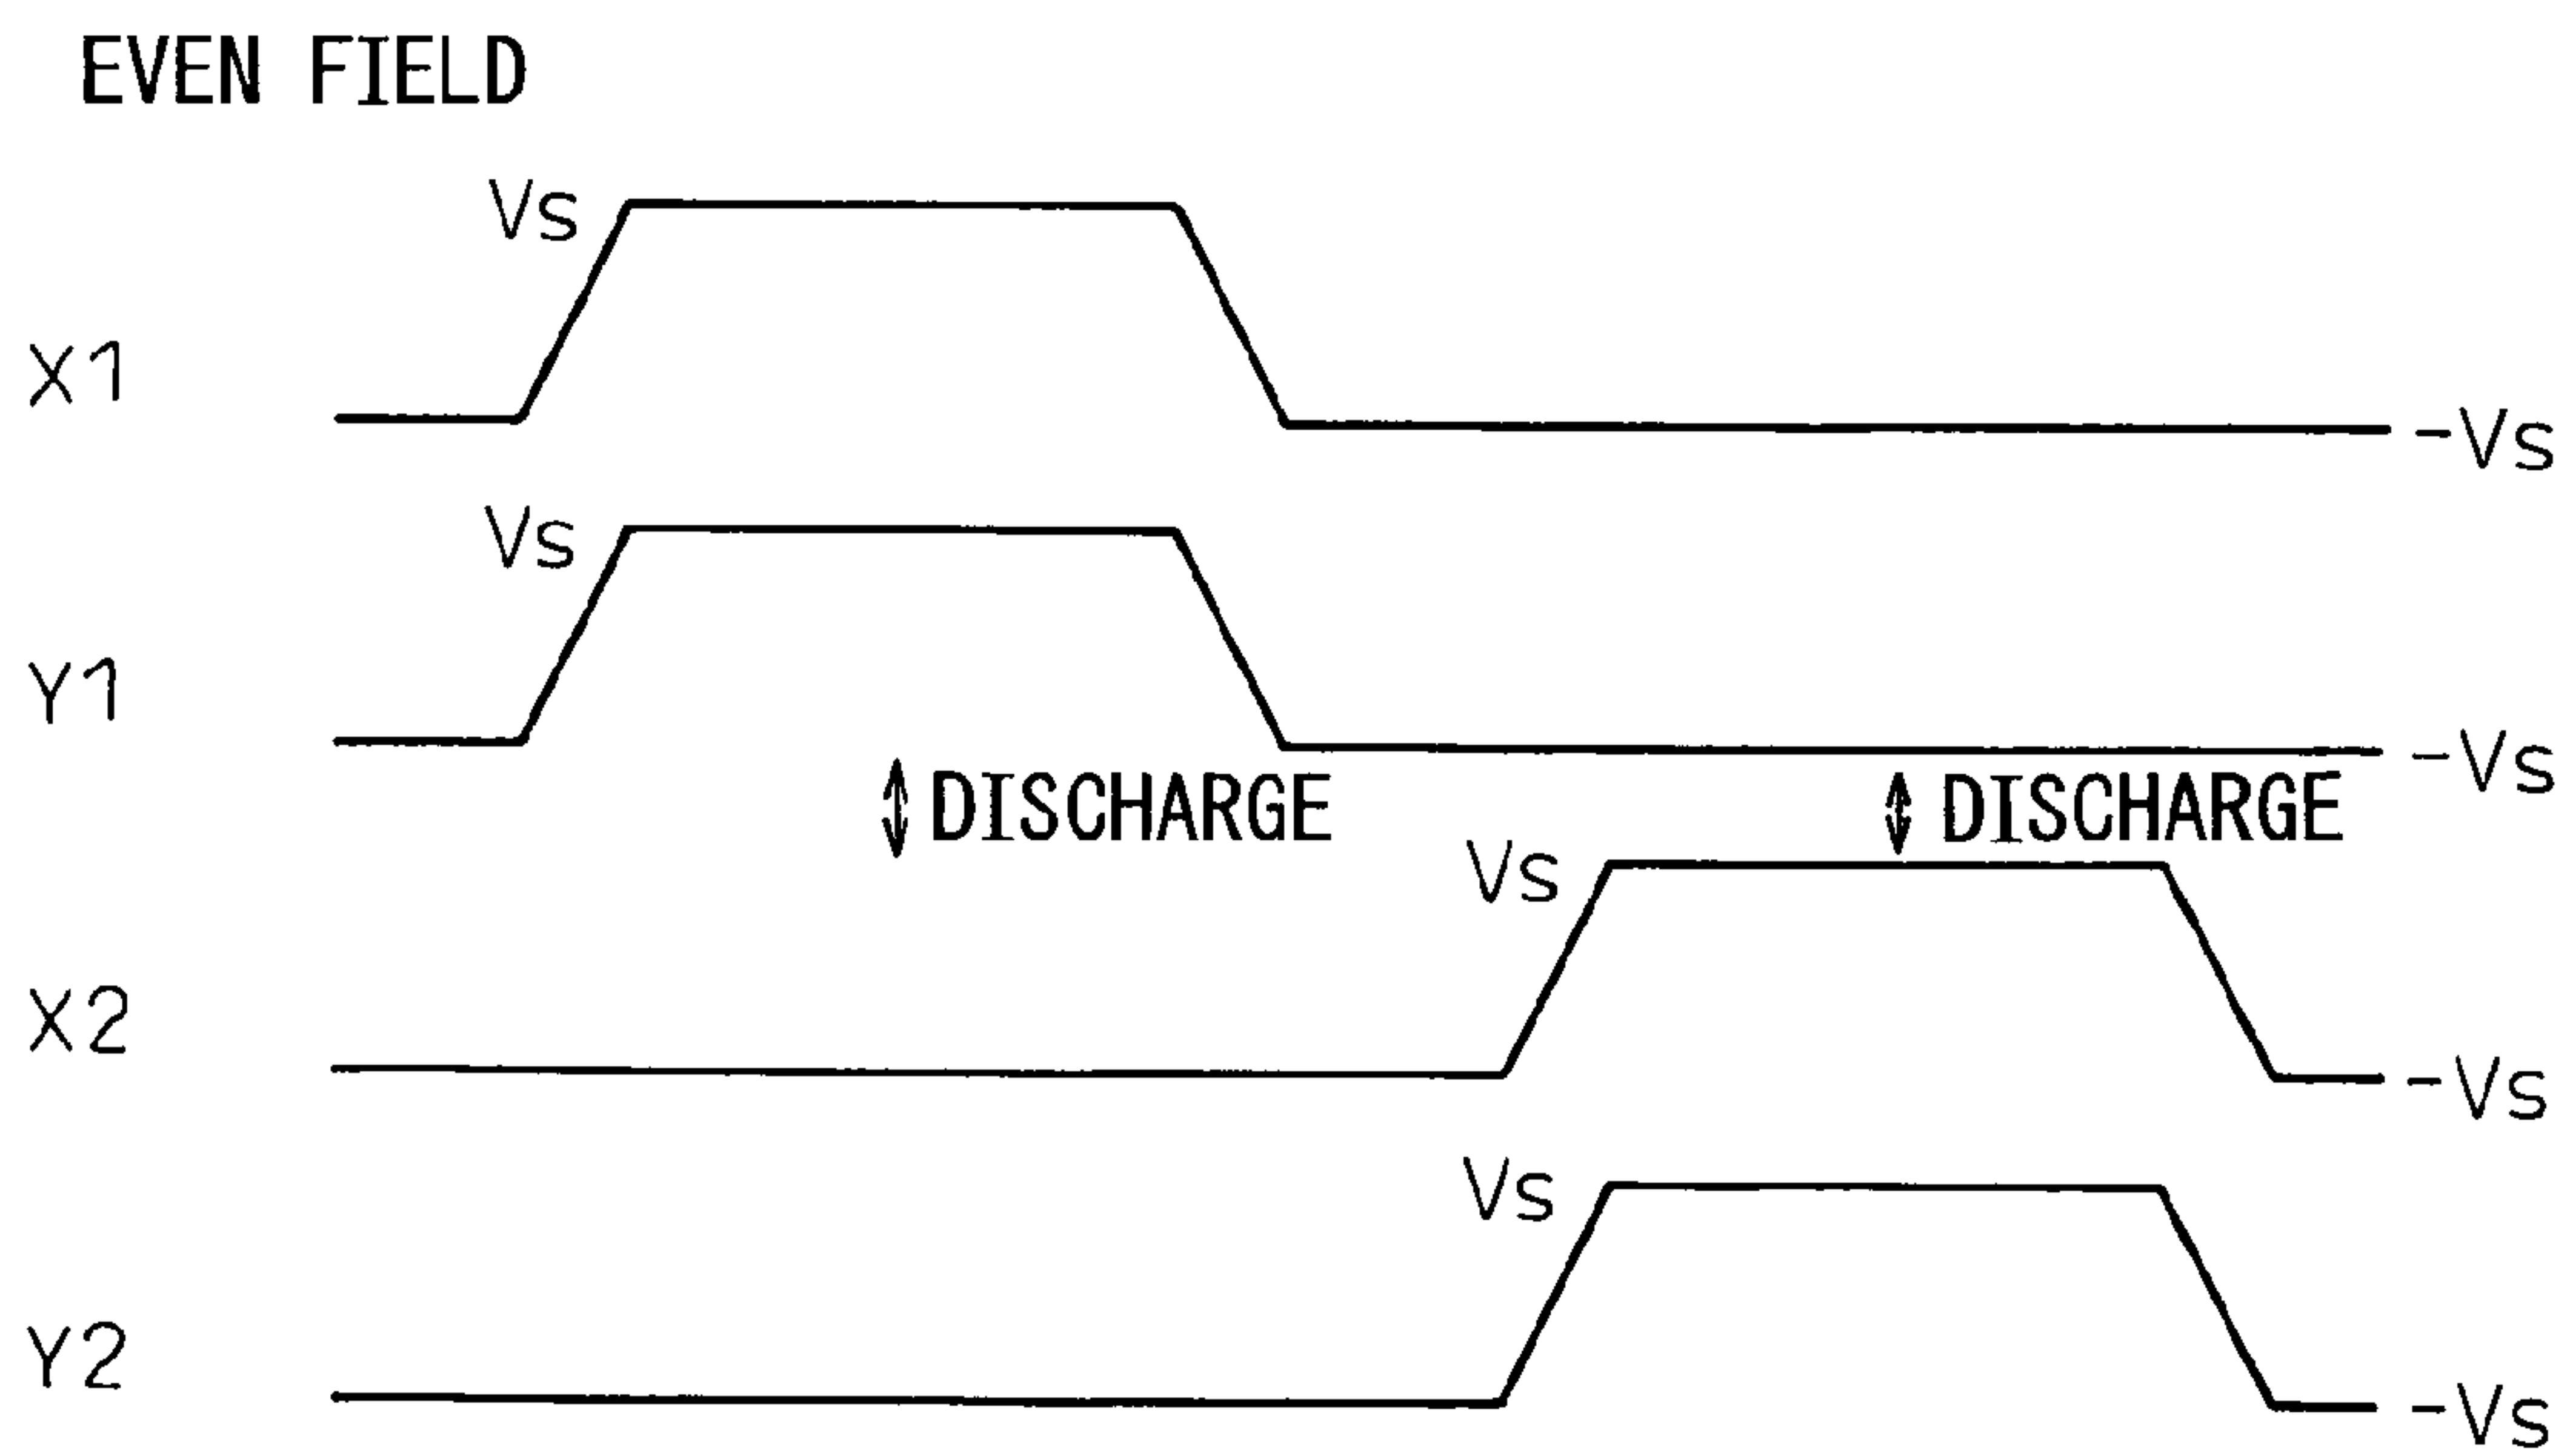 EVEN FIELD
Vs
X1
-Vs
Vs
Y1
-Vs
DISCHARGE
DISCHARGE
Vs
X2
-Vs
Vs
Y2
-Vs